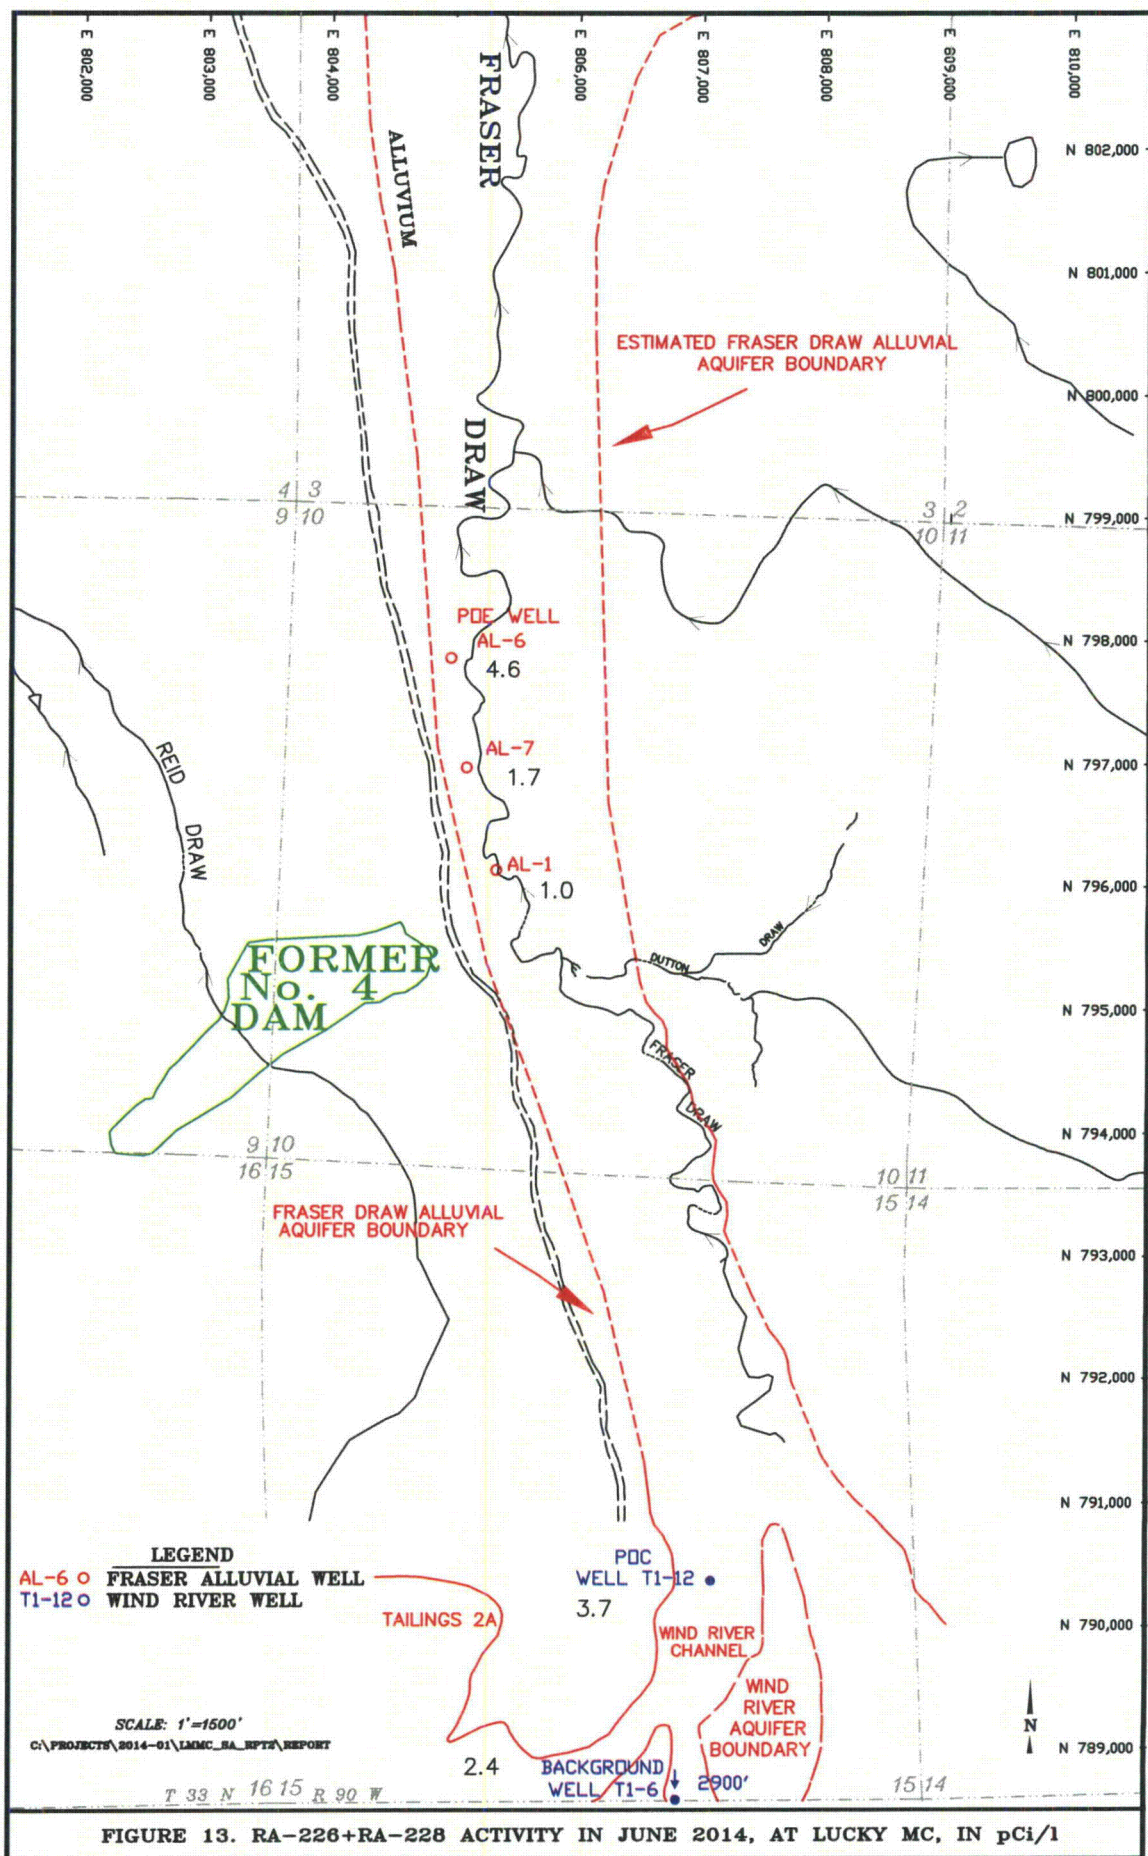 E 802,000
E 803,000
E 804,000
E 806,000
E 807,000
E 808,000
E 809,000
E 810,000
FRASER
ALLUVIUM
N 802,000
N 801,000
ESTIMATED FRASER DRAW ALLUVIAL
AQUIFER BOUNDARY
N 800,000
DRAW
4 3
9 10
3 2
10 11
N 799,000
POE WELL
AL-6
4.6
N 798,000
REID
DRAW
AL-7
1.7
N 797,000
AL-1
1.0
N 796,000
FORMER
No. 4
DAM
DUTTON
DRAW
N 795,000
FRASER
DRAW
N 794,000
9 10
16 15
10 11
15 14
FRASER DRAW ALLUVIAL
AQUIFER BOUNDARY
N 793,000
N 792,000
N 791,000
LEGEND
AL-6 FRASER ALLUVIAL WELL
T1-12 WIND RIVER WELL
POC
WELL T1-12
3.7
TAILINGS 2A
N 790,000
WIND RIVER
CHANNEL
WIND
RIVER
AQUIFER
BOUNDARY
N
SCALE: 1"=1500'
C:\PROJECTS\2014-01\LMMC_SA_RPTS\REPORT
N 789,000
2.4
BACKGROUND
WELL T1-6
2900'
T 33 N 16 15 R 90 W
15 14
FIGURE 13. RA-226+RA-228 ACTIVITY IN JUNE 2014, AT LUCKY MC, IN pCi/l